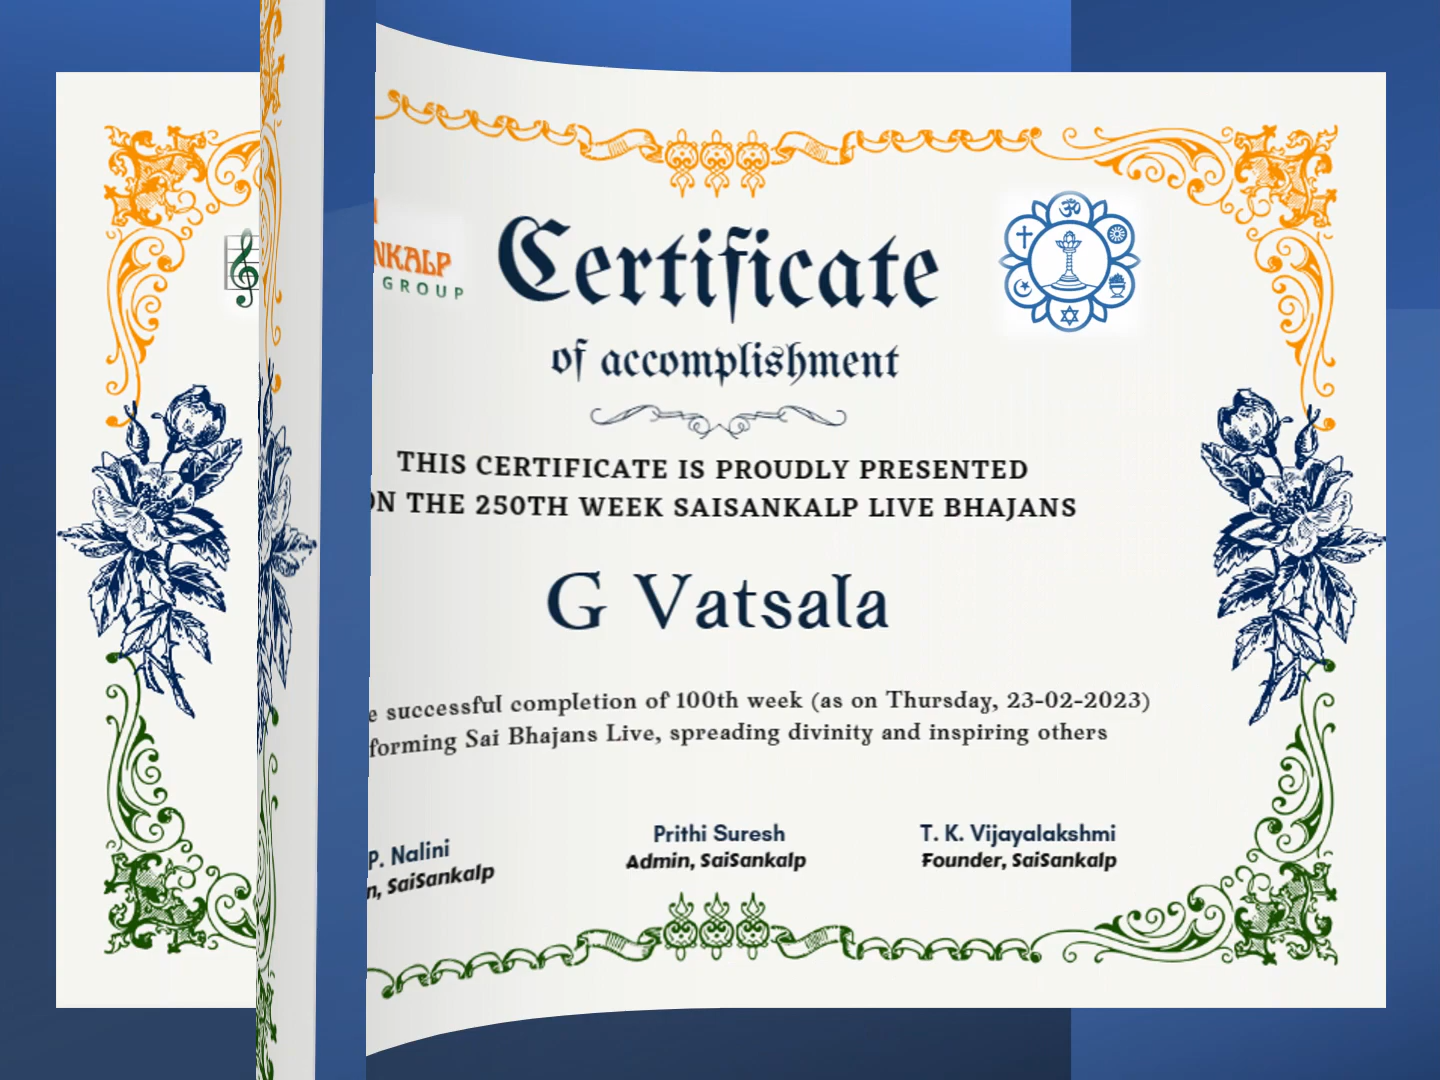 NKALP
GROUP
Certificate
of accomplishment
THIS CERTIFICATE IS PROUDLY PRESENTED
THE 250TH WEEK SAISANKALP LIVE BHAJANS
G Vatsala
successful completion of 100th week (as on Thursday, 23-02-2023)
forming Sai Bhajans Live, spreading divinity and inspiring others
P. Nalini
n, SaiSankalp
Prithi Suresh
Admin, SaiSankalp
T. K. Vijayalakshmi
Founder, SaiSankalp